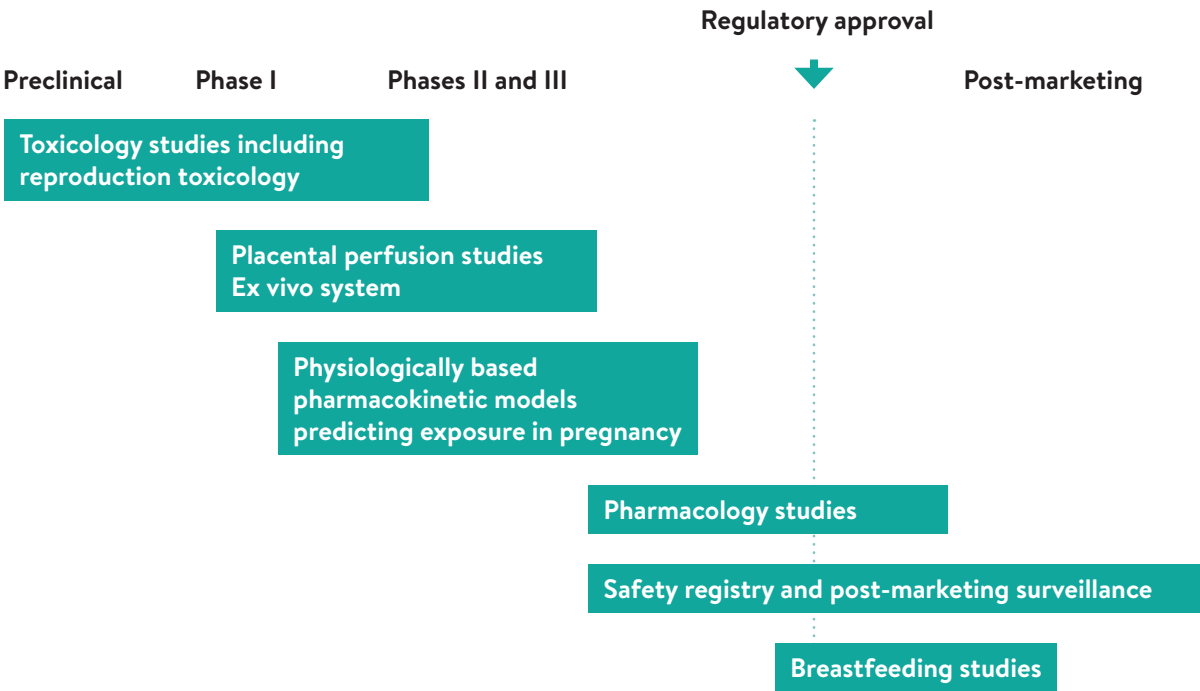 Regulatory approval
Preclinical
Phase I
Phases II and III
Post-marketing
Toxicology studies including
reproduction toxicology
Placental perfusion studies
Ex vivo system
Physiologically based
pharmacokinetic models
predicting exposure in pregnancy
Pharmacology studies
Safety registry and post-marketing surveillance
Breastfeeding studies